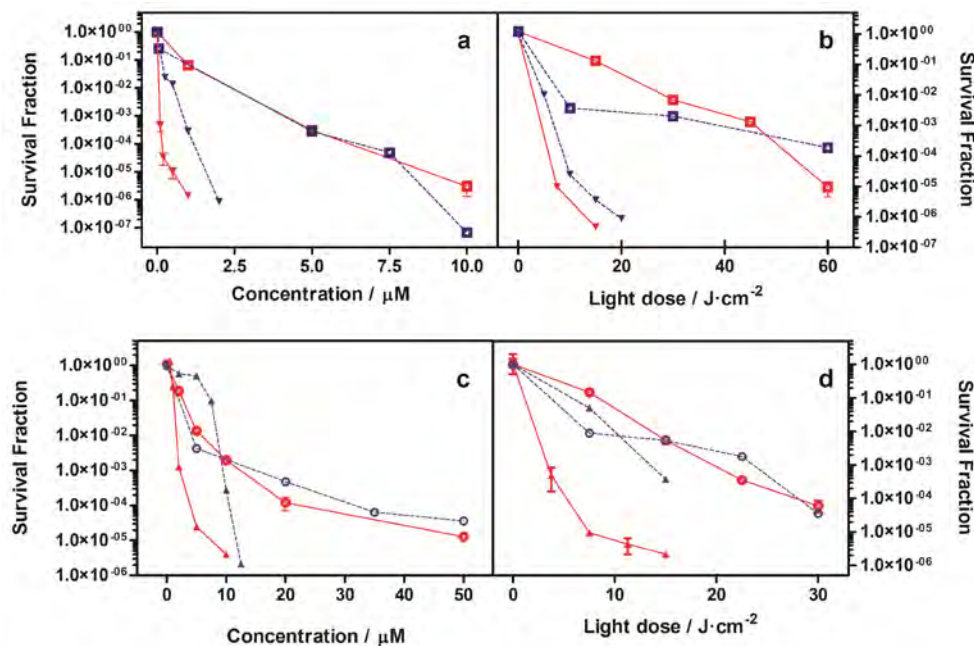 a
1.0×10⁰⁰
1.0×10⁻⁰¹
1.0×10⁻⁰²
1.0×10⁻⁰³
1.0×10⁻⁰⁴
1.0×10⁻⁰⁵
1.0×10⁻⁰⁶
1.0×10⁻⁰⁷
Survival Fraction
0.0 2.5 5.0 7.5 10.0
Concentration / μM
b
1.0×10⁰⁰
1.0×10⁻⁰¹
1.0×10⁻⁰²
1.0×10⁻⁰³
1.0×10⁻⁰⁴
1.0×10⁻⁰⁵
1.0×10⁻⁰⁶
1.0×10⁻⁰⁷
Survival Fraction
0 20 40 60
Light dose / J·cm⁻²
c
1.0×10⁰⁰
1.0×10⁻⁰¹
1.0×10⁻⁰²
1.0×10⁻⁰³
1.0×10⁻⁰⁴
1.0×10⁻⁰⁵
1.0×10⁻⁰⁶
Survival Fraction
0 10 20 30 40 50
Concentration / μM
d
1.0×10⁰⁰
1.0×10⁻⁰¹
1.0×10⁻⁰²
1.0×10⁻⁰³
1.0×10⁻⁰⁴
1.0×10⁻⁰⁵
1.0×10⁻⁰⁶
Survival Fraction
0 10 20 30
Light dose / J·cm⁻²